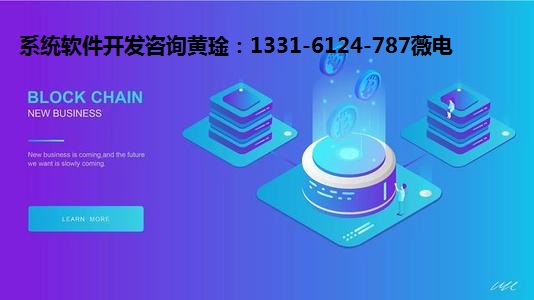 系统软件开发咨询黄琻：1331-6124-787薇电
BLOCK CHAIN
NEW BUSINESS
New business is coming,and the future
we want is slowly coming.
LEARN MORE